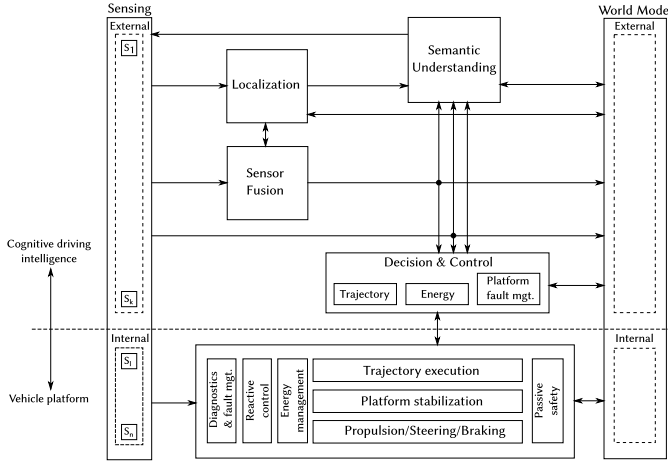 Sensing
World Mode
External
External
S1
Semantic
Understanding
Localization
Sensor
Fusion
Cognitive driving
intelligence
Decision & Control
Trajectory
Energy
Platform
fault mgt.
Sk
Internal
Internal
Si
Diagnostics
& fault mgt.
Reactive
control
Energy
management
Trajectory execution
Platform stabilization
Propulsion/Steering/Braking
Passive
safety
Vehicle platform
Sn